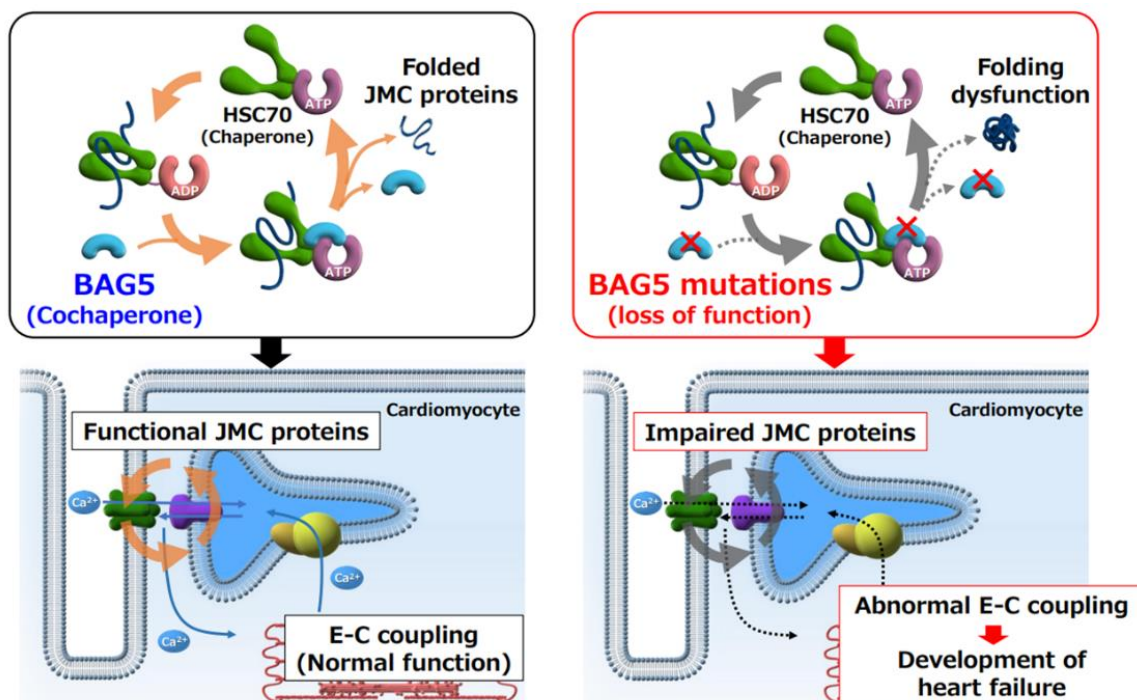 Folded
JMC proteins
HSC70
(Chaperone)
ATP
ADP
ATP
BAG5
(Cochaperone)
Folding
dysfunction
HSC70
(Chaperone)
ATP
ADP
ATP
BAG5 mutations
(loss of function)
Cardiomyocyte
Functional JMC proteins
Ca²⁺
Ca²⁺
Ca²⁺
E-C coupling
(Normal function)
Cardiomyocyte
Impaired JMC proteins
Ca²⁺
Abnormal E-C coupling
Development of
heart failure